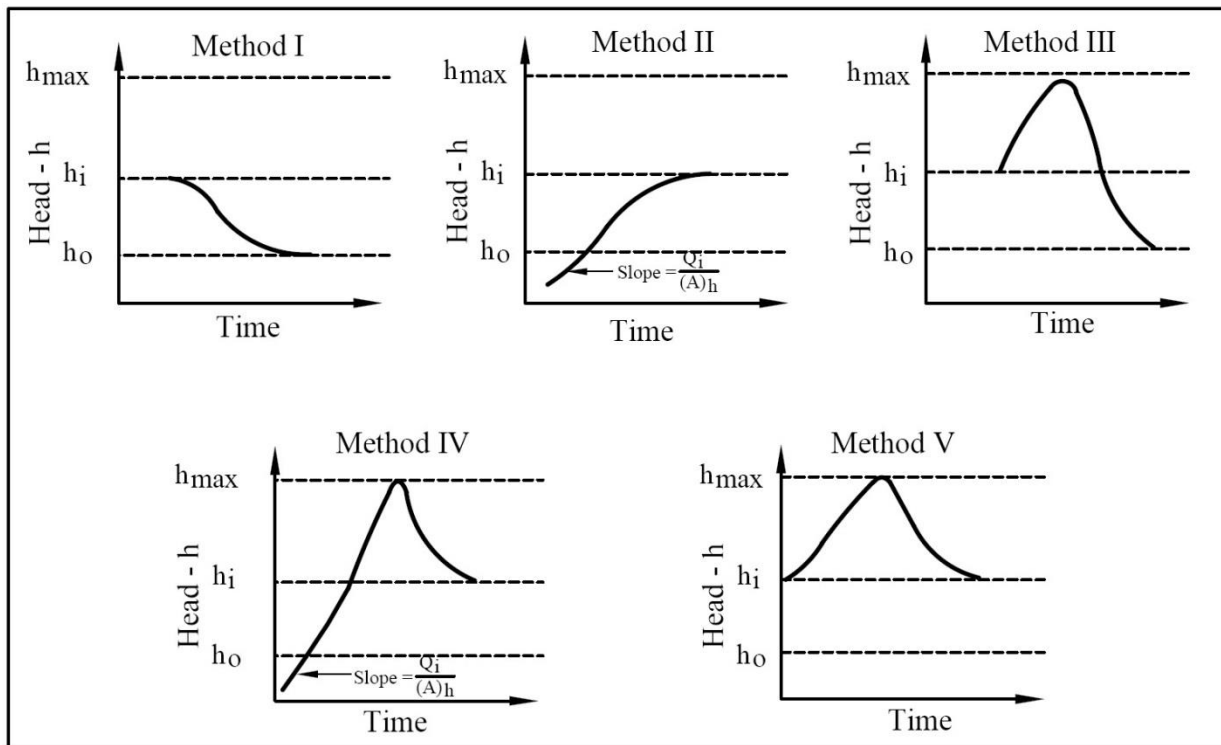 Method I
hmax
hi
ho
Head - h
Time
Method II
hmax
hi
ho
Head - h
Slope = Qi/(A)h
Time
Method III
hmax
hi
ho
Head - h
Time
Method IV
hmax
hi
ho
Head - h
Slope = Qi/(A)h
Time
Method V
hmax
hi
ho
Head - h
Time